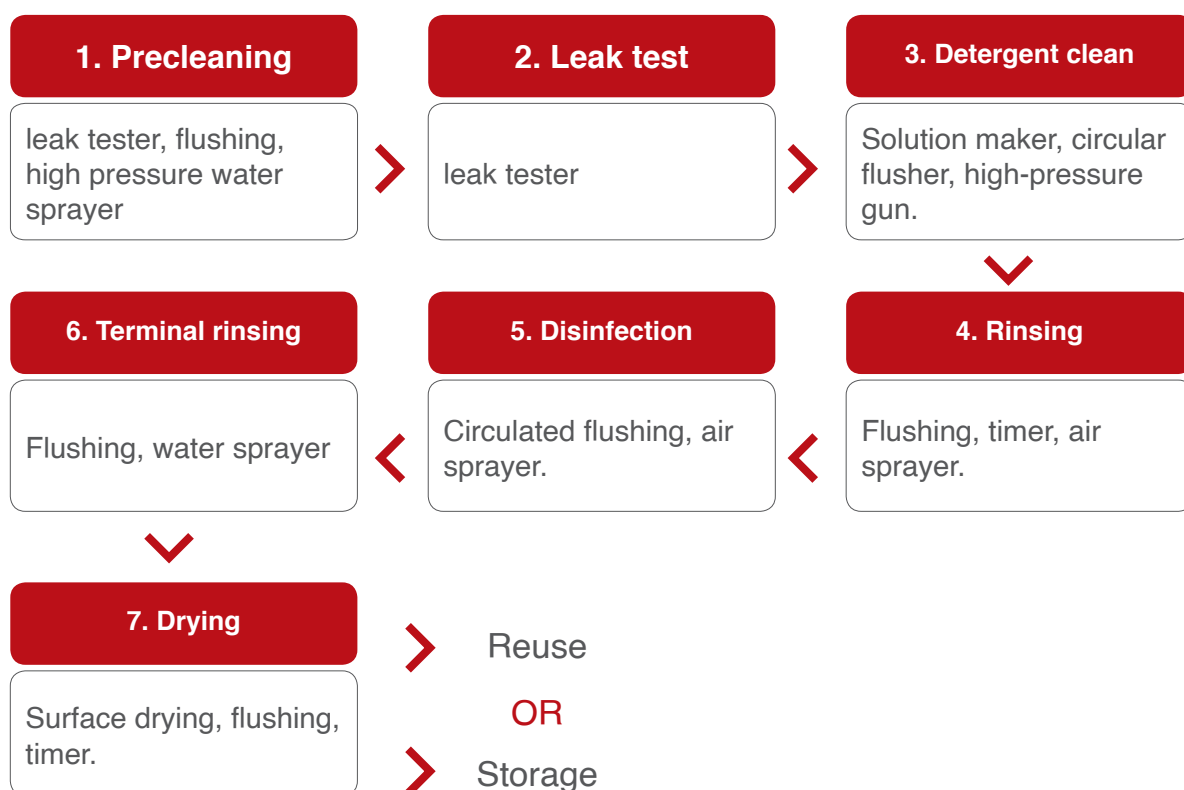 1. Precleaning
leak tester, flushing,
high pressure water
sprayer
2. Leak test
leak tester
3. Detergent clean
Solution maker, circular
flusher, high-pressure
gun.
4. Rinsing
Flushing, timer, air
sprayer.
5. Disinfection
Circulated flushing, air
sprayer.
6. Terminal rinsing
Flushing, water sprayer
7. Drying
Surface drying, flushing,
timer.
Reuse
OR
Storage